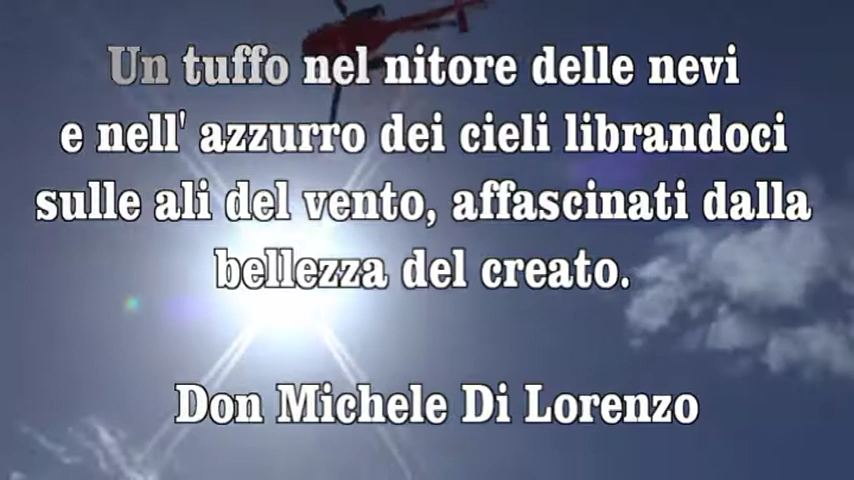 Un tuffo nel nitore delle nevi
e nell' azzurro dei cieli librandoci
sulle ali del vento, affascinati dalla
bellezza del creato.
Don Michele Di Lorenzo